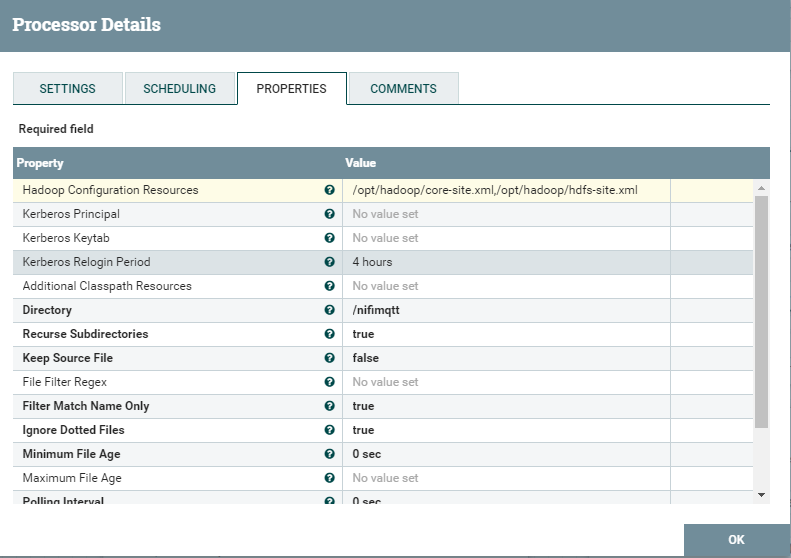 Processor Details
SETTINGS SCHEDULING PROPERTIES COMMENTS
Required field
Property Value
Hadoop Configuration Resources /opt/hadoop/core-site.xml,/opt/hadoop/hdfs-site.xml
Kerberos Principal No value set
Kerberos Keytab No value set
Kerberos Relogin Period 4 hours
Additional Classpath Resources No value set
Directory /nifimqtt
Recurse Subdirectories true
Keep Source File false
File Filter Regex No value set
Filter Match Name Only true
Ignore Dotted Files true
Minimum File Age 0 sec
Maximum File Age No value set
Polling Interval 0 sec
OK